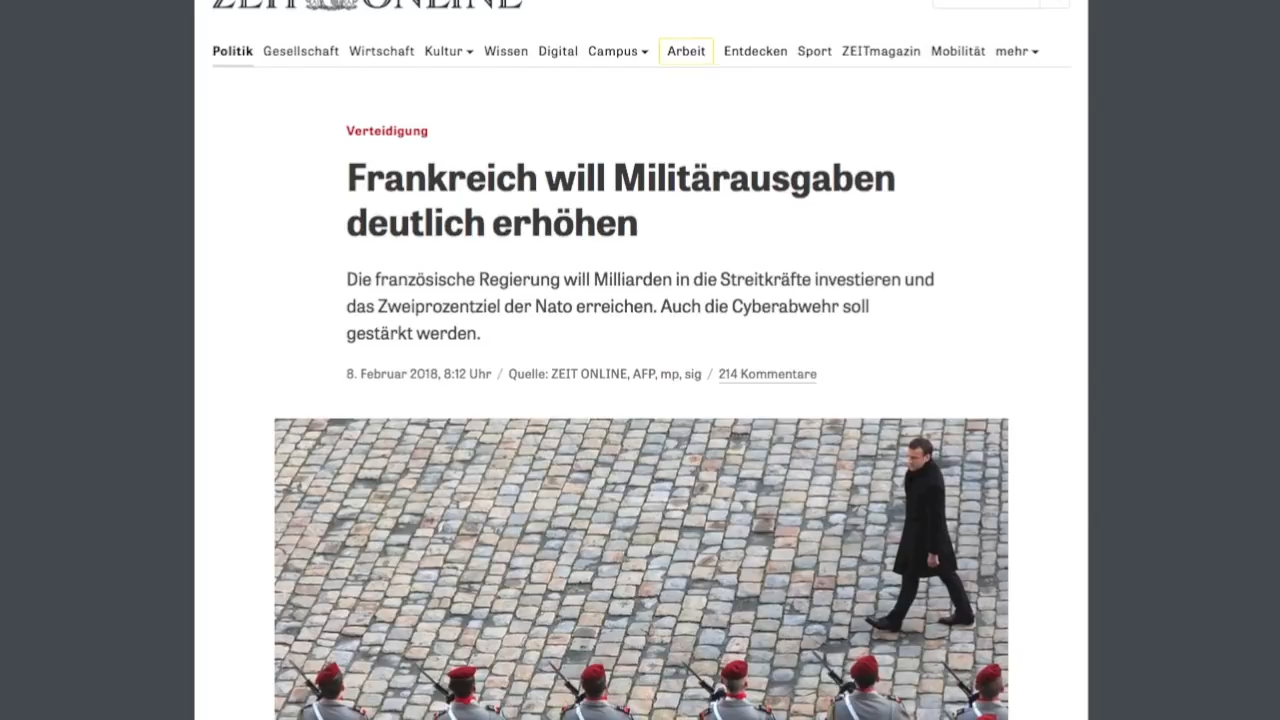 ZEIT ONLINE
Politik Gesellschaft Wirtschaft Kultur Wissen Digital Campus Arbeit Entdecken Sport ZEITmagazin Mobilität mehr
Verteidigung
Frankreich will Militärausgaben
deutlich erhöhen
Die französische Regierung will Milliarden in die Streitkräfte investieren und
das Zweiprozentziel der Nato erreichen. Auch die Cyberabwehr soll
gestärkt werden.
8. Februar 2018, 8:12 Uhr / Quelle: ZEIT ONLINE, AFP, mp, sig / 214 Kommentare